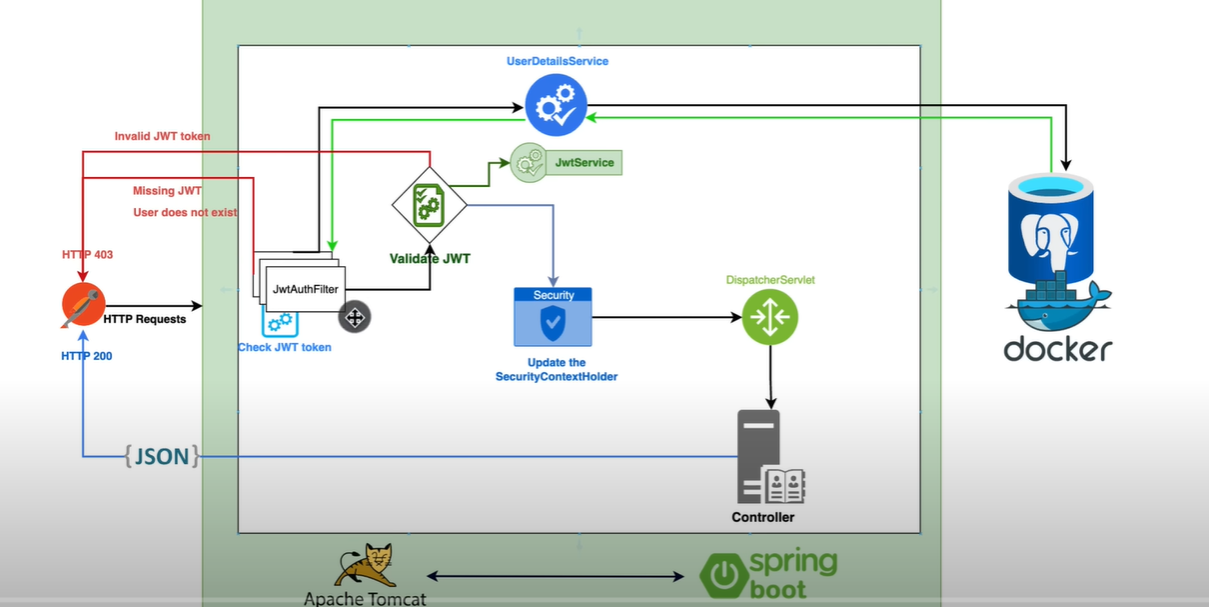 UserDetailsService
Invalid JWT token
JwtService
Missing JWT
User does not exist
HTTP 403
Validate JWT
DispatcherServlet
JwtAuthFilter
Security
HTTP Requests
Check JWT token
HTTP 200
Update the
SecurityContextHolder
docker
{JSON}
Controller
Apache Tomcat
spring
boot